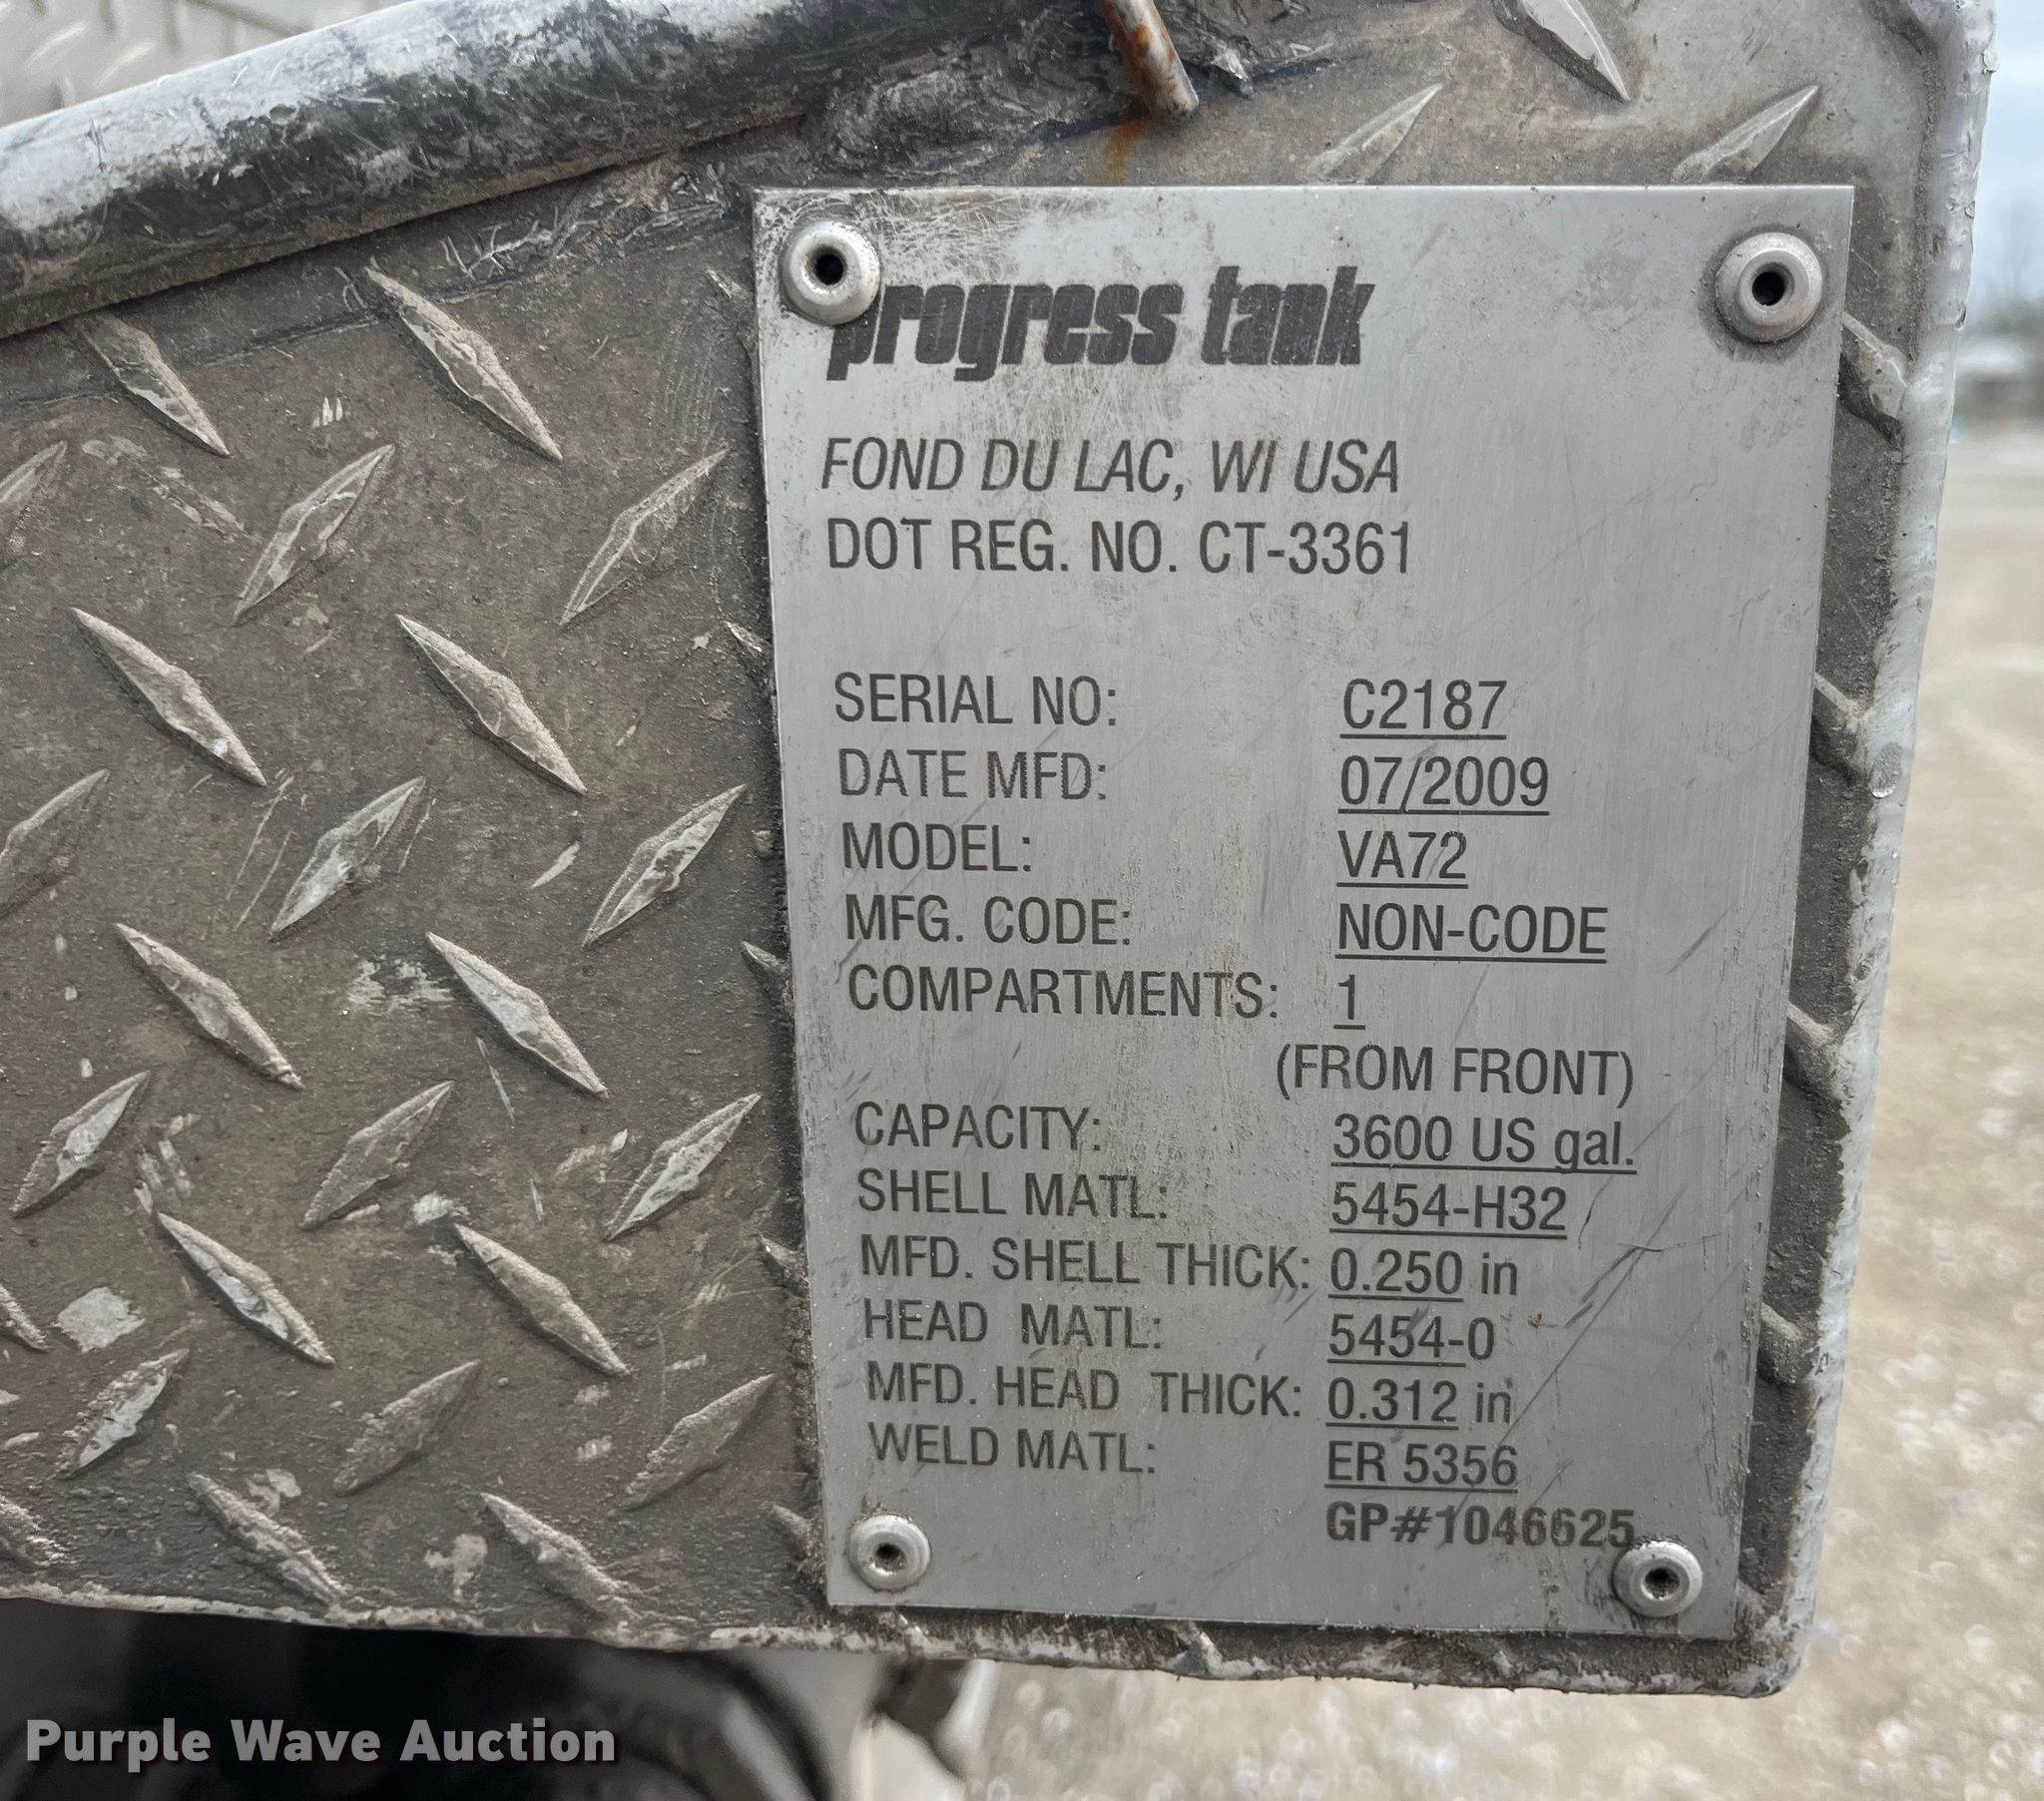 progress tank
FOND DU LAC, WI USA
DOT REG. NO. CT-3361
SERIAL NO: C2187
DATE MFD: 07/2009
MODEL: VA72
MFG. CODE: NON-CODE
COMPARTMENTS: 1
(FROM FRONT)
CAPACITY: 3600 US gal.
SHELL MATL: 5454-H32
MFD. SHELL THICK: 0.250 in
HEAD MATL: 5454-0
MFD. HEAD THICK: 0.312 in
WELD MATL: ER 5356
GP#1046625
Purple Wave Auction